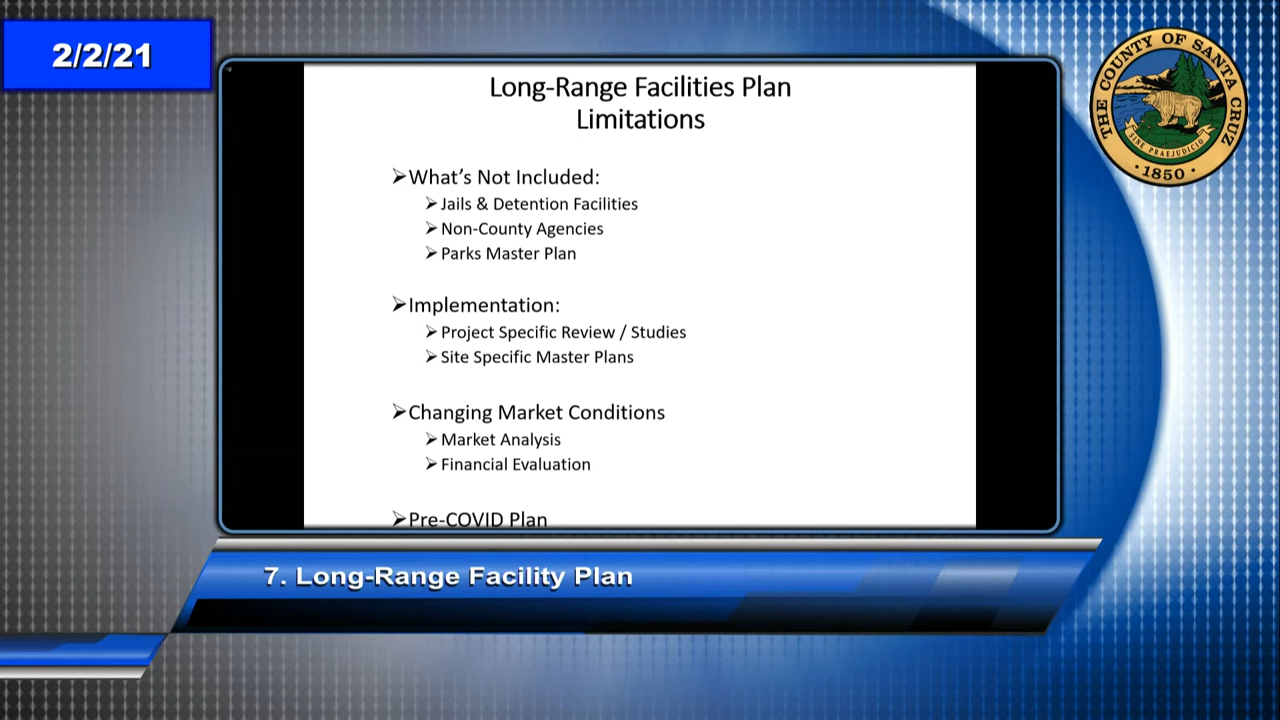 2/2/21
THE COUNTY OF SANTA CRUZ
SINE PRAEJUDICIO
• 1850 •
Long-Range Facilities Plan
Limitations
➢What's Not Included:
➢Jails & Detention Facilities
➢Non-County Agencies
➢Parks Master Plan
➢Implementation:
➢Project Specific Review / Studies
➢Site Specific Master Plans
➢Changing Market Conditions
➢Market Analysis
➢Financial Evaluation
➢Pre-COVID Plan
7. Long-Range Facility Plan